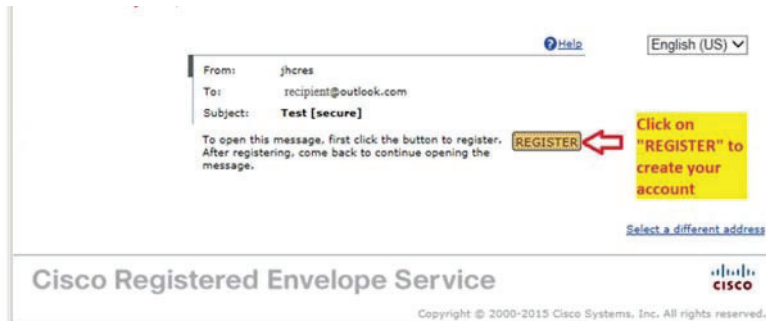 Help
English (US)
From: jhcres
To: recipient@outlook.com
Subject: Test [secure]
To open this message, first click the button to register.
After registering, come back to continue opening the
message.
REGISTER
Click on
"REGISTER" to
create your
account
Select a different address
Cisco Registered Envelope Service
CISCO
Copyright © 2000-2015 Cisco Systems, Inc. All rights reserved.